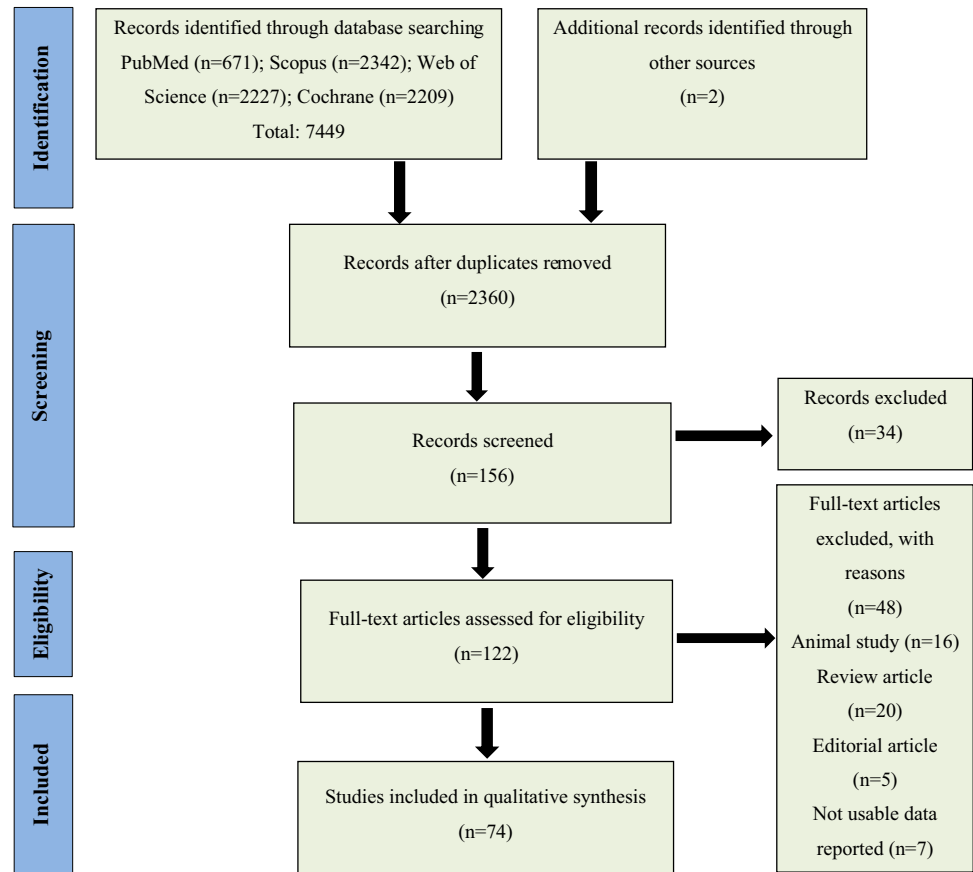 Identification
Records identified through database searching
PubMed (n=671); Scopus (n=2342); Web of
Science (n=2227); Cochrane (n=2209)
Total: 7449
Additional records identified through
other sources
(n=2)
Screening
Records after duplicates removed
(n=2360)
Records screened
(n=156)
Records excluded
(n=34)
Eligibility
Full-text articles assessed for eligibility
(n=122)
Full-text articles
excluded, with
reasons
(n=48)
Animal study (n=16)
Review article
(n=20)
Editorial article
(n=5)
Not usable data
reported (n=7)
Included
Studies included in qualitative synthesis
(n=74)